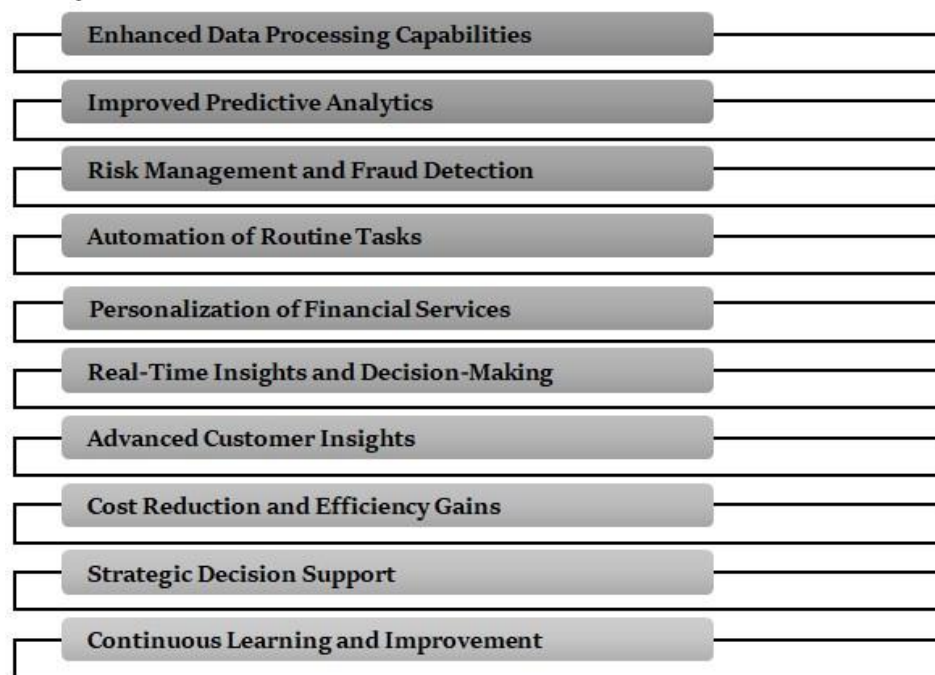 Enhanced Data Processing Capabilities
Improved Predictive Analytics
Risk Management and Fraud Detection
Automation of Routine Tasks
Personalization of Financial Services
Real-Time Insights and Decision-Making
Advanced Customer Insights
Cost Reduction and Efficiency Gains
Strategic Decision Support
Continuous Learning and Improvement